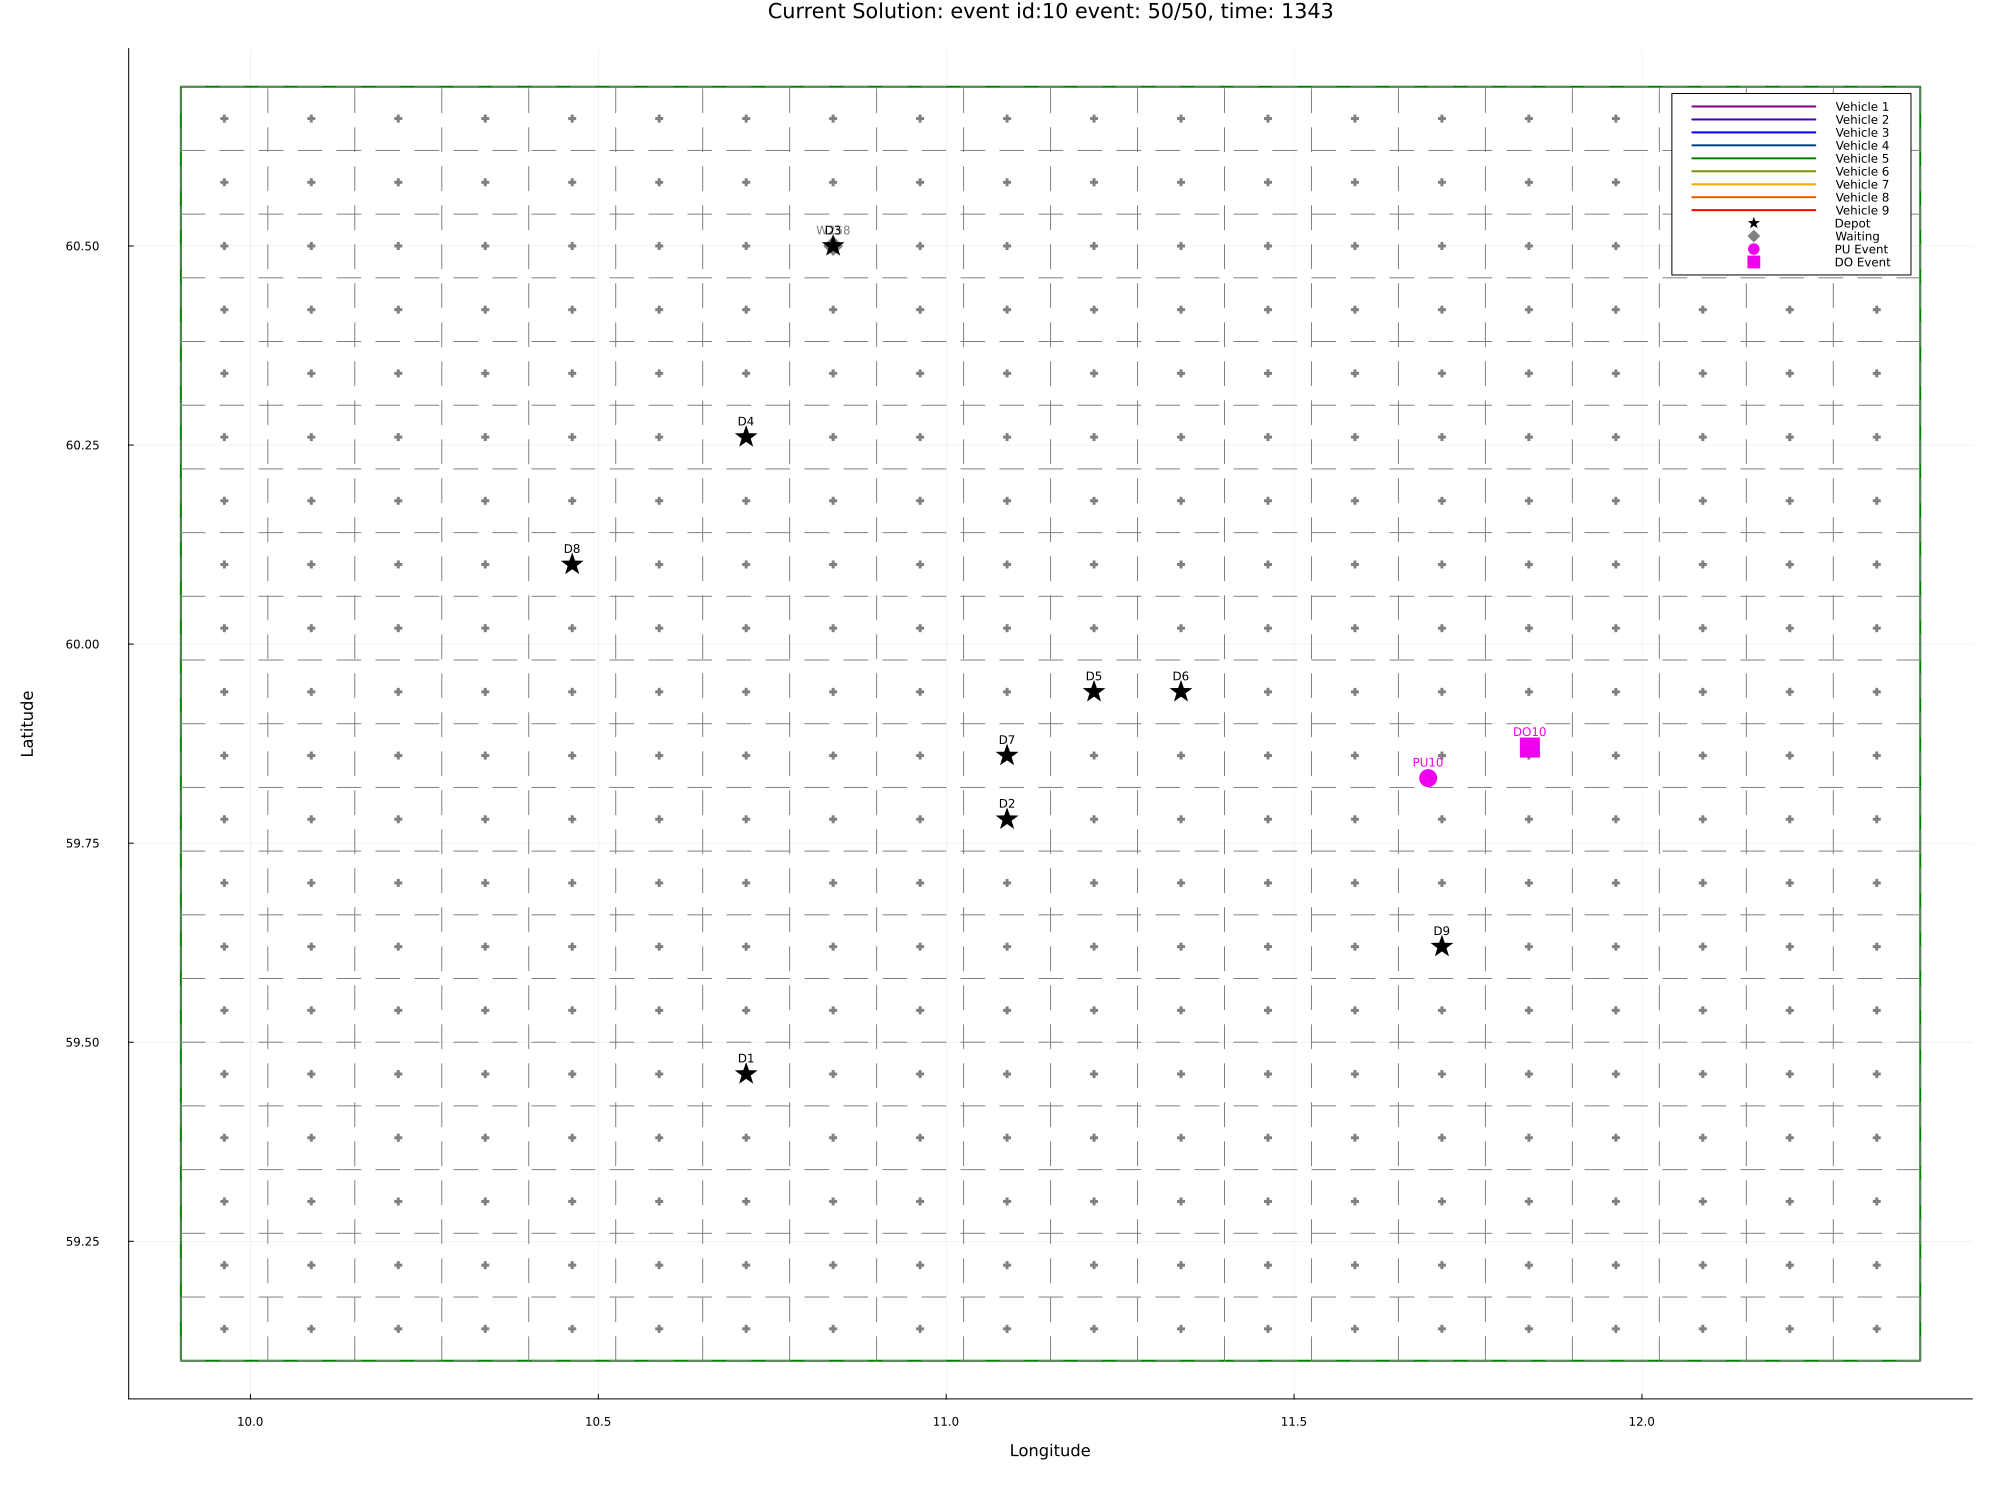 Current Solution: event id:10 event: 50/50, time: 1343
Vehicle 1
Vehicle 2
Vehicle 3
Vehicle 4
Vehicle 5
Vehicle 6
Vehicle 7
Vehicle 8
Vehicle 9
Depot
Waiting
PU Event
DO Event
D3
D4
D8
D5
D6
D7
DO10
PU10
D2
D9
D1
60.50
60.25
60.00
59.75
59.50
59.25
Latitude
10.0
10.5
11.0
11.5
12.0
Longitude